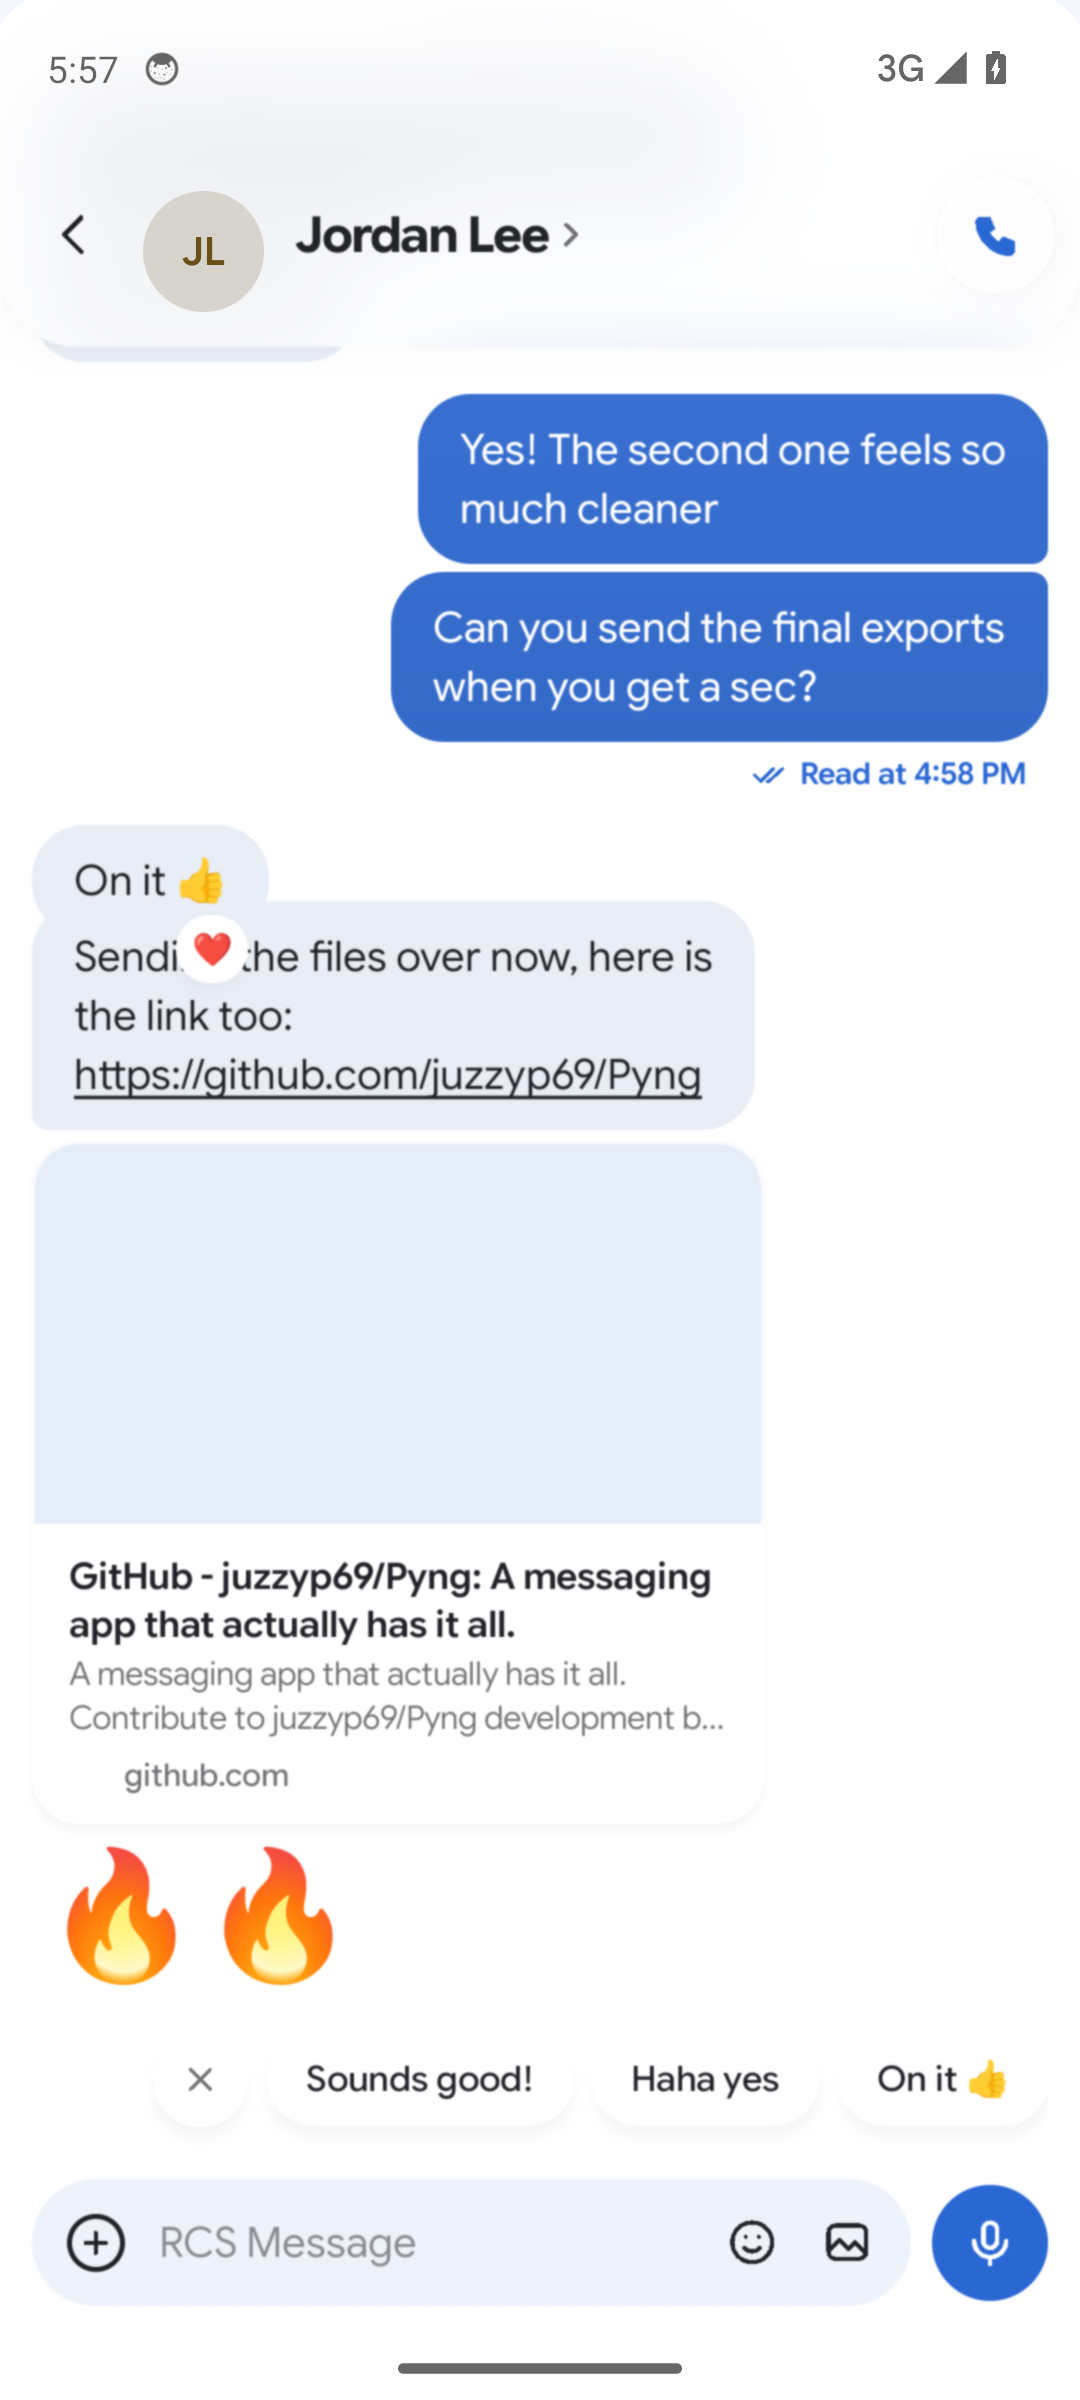 5:57
3G
JL
Jordan Lee
Yes! The second one feels so
much cleaner
Can you send the final exports
when you get a sec?
Read at 4:58 PM
On it 👍
the files over now, here is
the link too:
https://github.com/juzzyp69/Pyng
GitHub - juzzyp69/Pyng: A messaging
app that actually has it all.
A messaging app that actually has it all.
Contribute to juzzyp69/Pyng development b...
github.com
🔥 🔥
Sounds good!
Haha yes
On it 👍
RCS Message